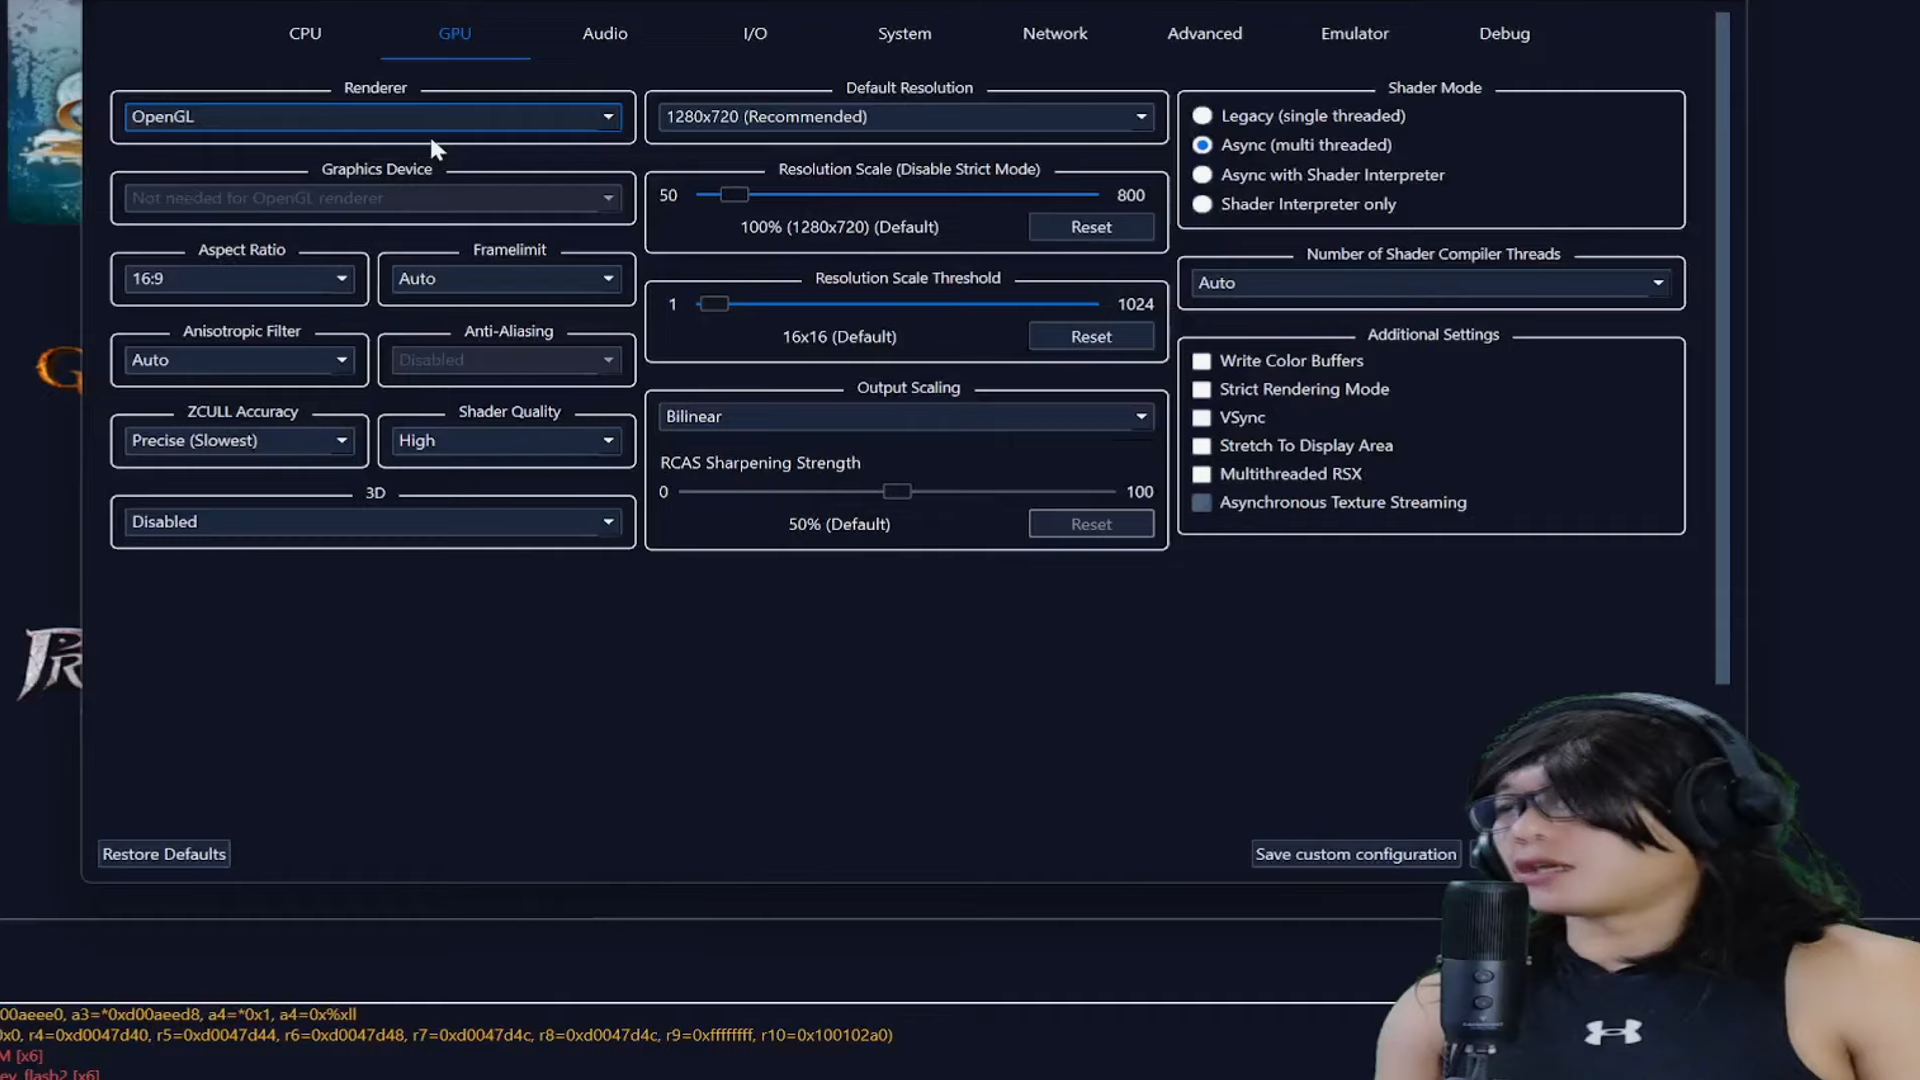 CPU
GPU
Audio
I/O
System
Network
Advanced
Emulator
Debug
Renderer
OpenGL
Graphics Device
Not needed for OpenGL renderer
Aspect Ratio
16:9
Framelimit
Auto
Anisotropic Filter
Auto
Anti-Aliasing
Disabled
ZCULL Accuracy
Precise (Slowest)
Shader Quality
High
3D
Disabled
Default Resolution
1280x720 (Recommended)
Resolution Scale (Disable Strict Mode)
50
800
100% (1280x720) (Default)
Reset
Resolution Scale Threshold
1
1024
16x16 (Default)
Reset
Output Scaling
Bilinear
RCAS Sharpening Strength
0
100
50% (Default)
Reset
Shader Mode
Legacy (single threaded)
Async (multi threaded)
Async with Shader Interpreter
Shader Interpreter only
Number of Shader Compiler Threads
Auto
Additional Settings
Write Color Buffers
Strict Rendering Mode
VSync
Stretch To Display Area
Multithreaded RSX
Asynchronous Texture Streaming
Restore Defaults
Save custom configuration
00aeee0, a3=*0xd00aeed8, a4=*0x1, a4=0x%xll
0x0, r4=0xd0047d40, r5=0xd0047d44, r6=0xd0047d48, r7=0xd0047d4c, r8=0xd0047d4c, r9=0xffffffff, r10=0x100102a0)
M [x6]
ev_flash2 [x6]